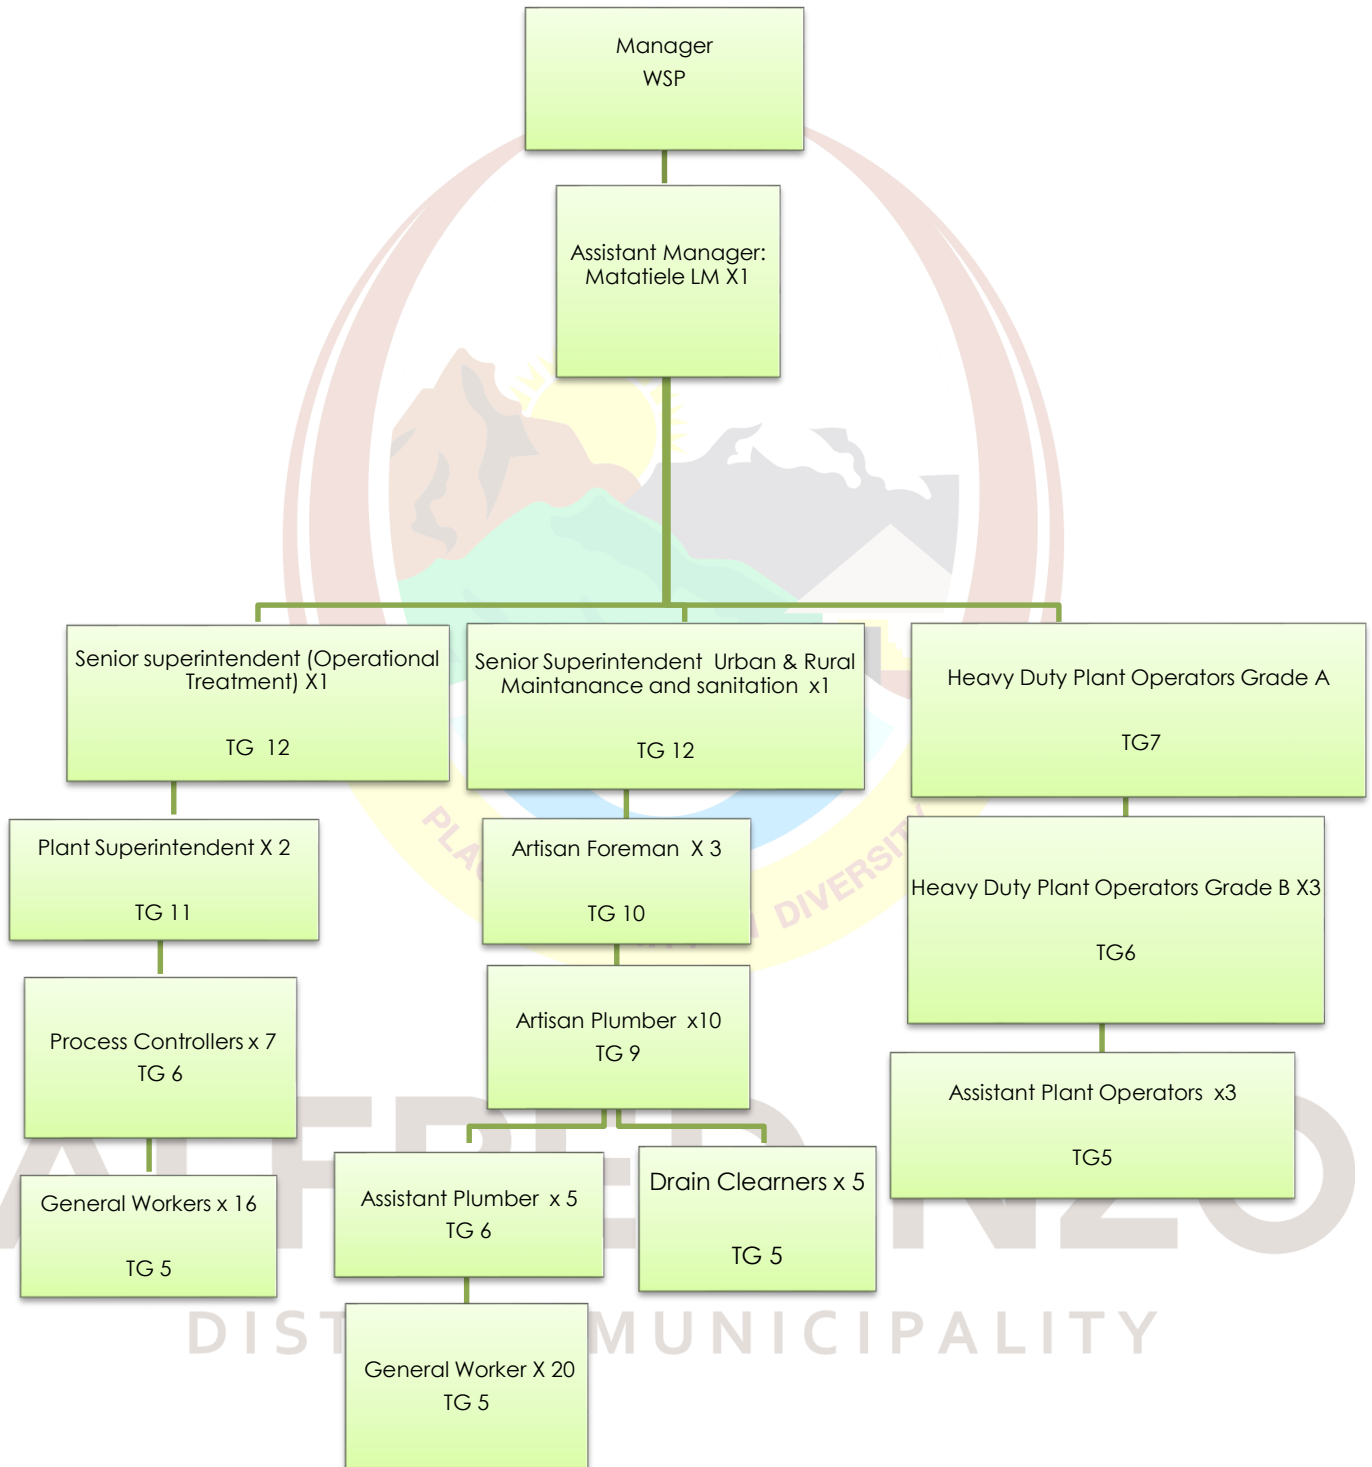 Manager
WSP
Assistant Manager:
Matatiele LM X1
Senior superintendent (Operational
Treatment) X1
TG 12
Senior Superintendent Urban & Rural
Maintanance and sanitation x1
TG 12
Heavy Duty Plant Operators Grade A
TG7
Plant Superintendent X 2
TG 11
Artisan Foreman X 3
TG 10
Heavy Duty Plant Operators Grade B X3
TG6
Process Controllers x 7
TG 6
Artisan Plumber x10
TG 9
Assistant Plant Operators x3
TG5
General Workers x 16
TG 5
Assistant Plumber x 5
TG 6
Drain Clearners x 5
TG 5
General Worker X 20
TG 5
DIVERSITY
MUNICIPALITY